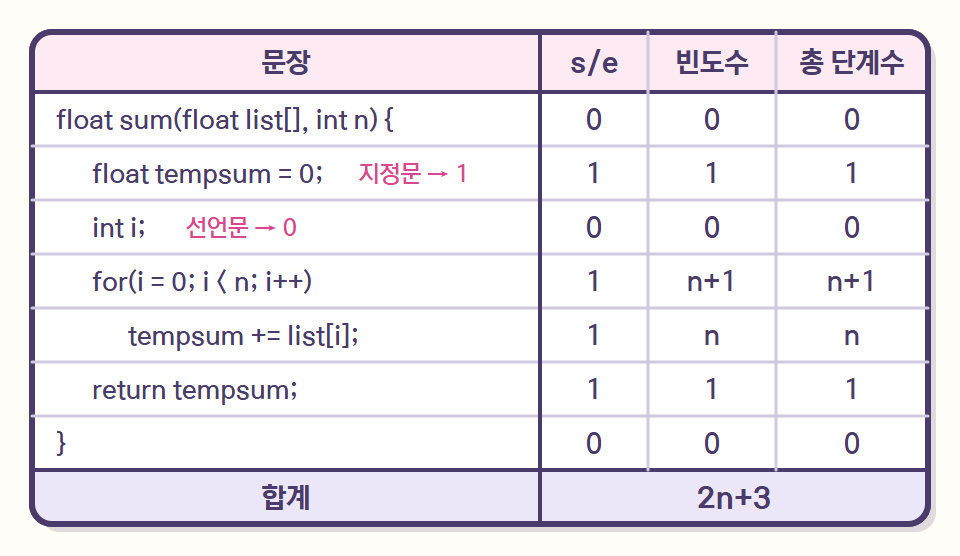 문장 s/e 빈도수 총 단계수
float sum(float list[], int n) { 0 0 0
float tempsum = 0; 지정문 → 1 1 1 1
int i; 선언문 → 0 0 0 0
for(i = 0; i < n; i++) 1 n+1 n+1
tempsum += list[i]; 1 n n
return tempsum; 1 1 1
} 0 0 0
합계 2n+3